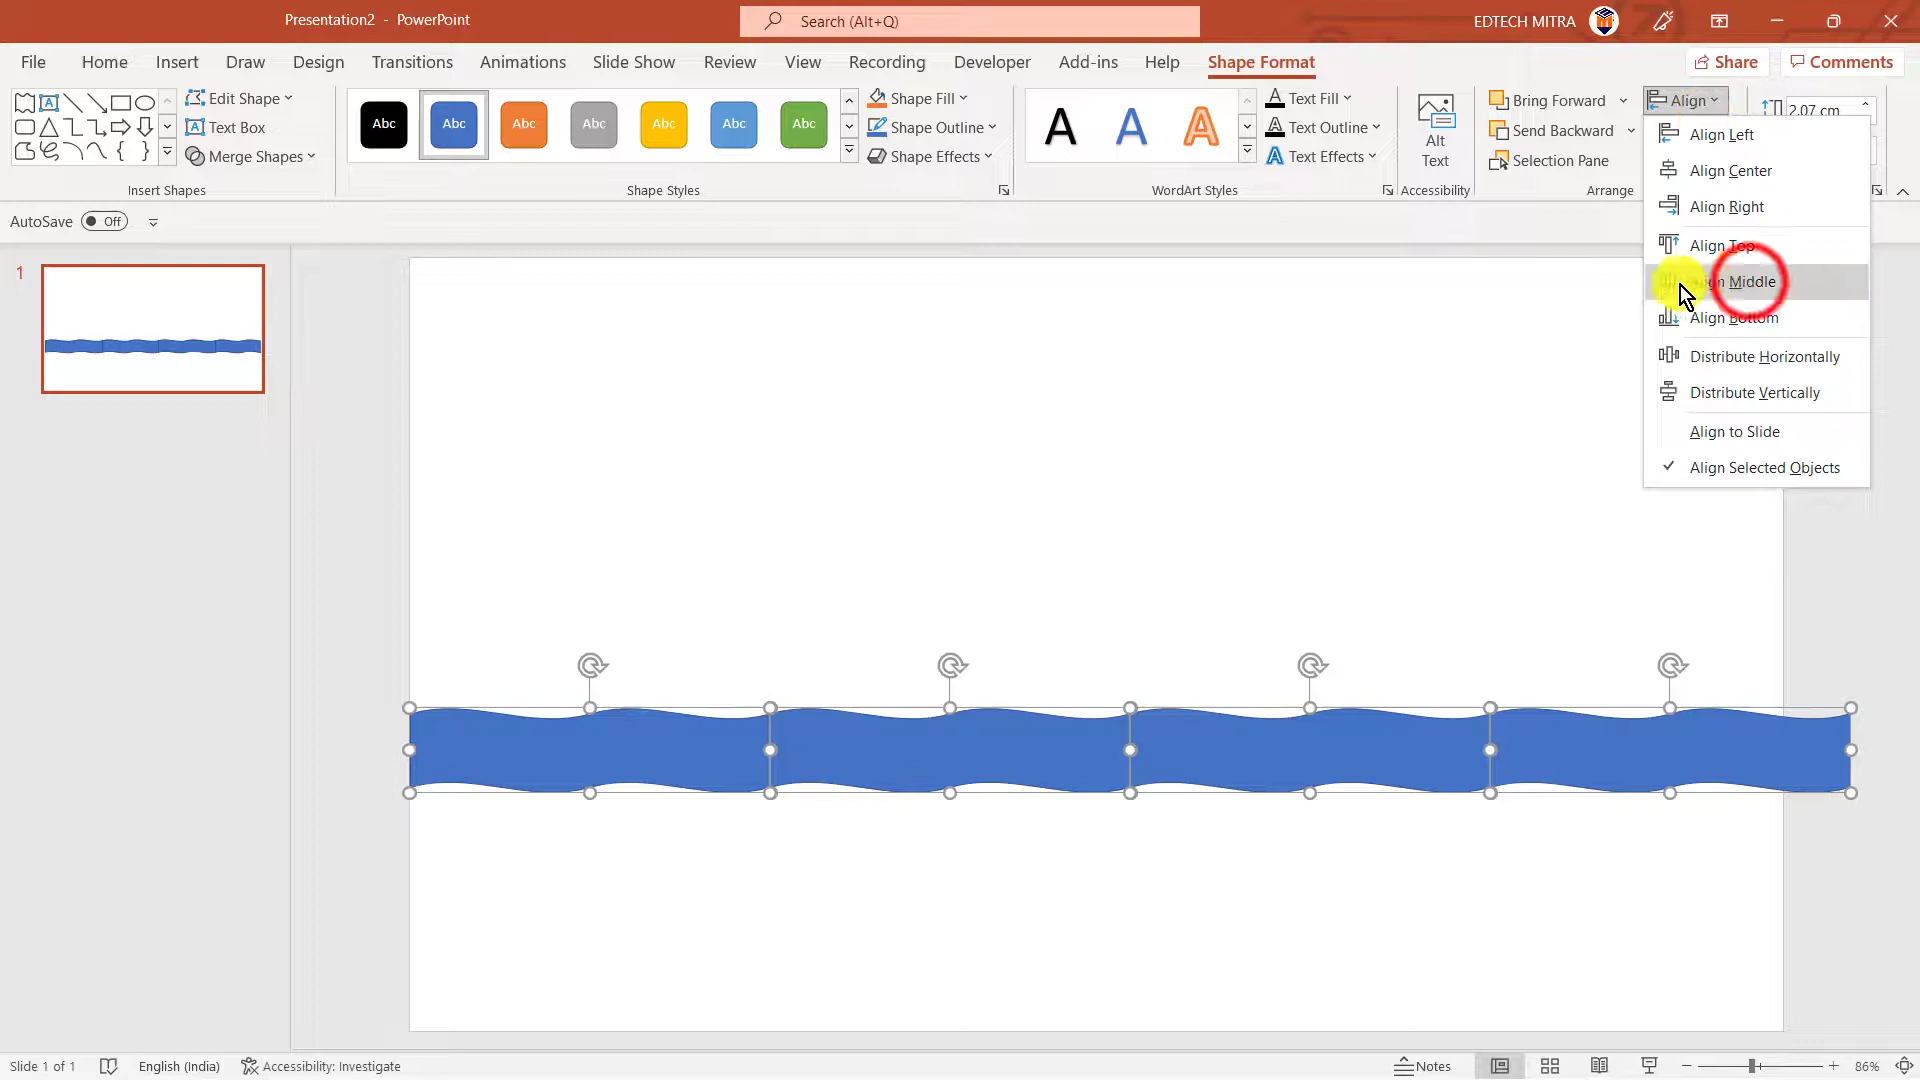 Presentation2 - PowerPoint
Search (Alt+Q)
EDTECH MITRA
File Home Insert Draw Design Transitions Animations Slide Show Review View Recording Developer Add-ins Help Shape Format
Share
Comments
Edit Shape
Text Box
Merge Shapes
Insert Shapes
Abc Abc Abc Abc Abc Abc Abc
Shape Fill
Shape Outline
Shape Effects
Shape Styles
A A A
Text Fill
Text Outline
Text Effects
WordArt Styles
Alt
Text
Accessibility
Bring Forward
Send Backward
Selection Pane
Arrange
Align
2.07 cm
Align Left
Align Center
Align Right
Align Top
Middle
Align Bottom
Distribute Horizontally
Distribute Vertically
Align to Slide
Align Selected Objects
AutoSave Off
1
Slide 1 of 1
English (India)
Accessibility: Investigate
Notes
86%